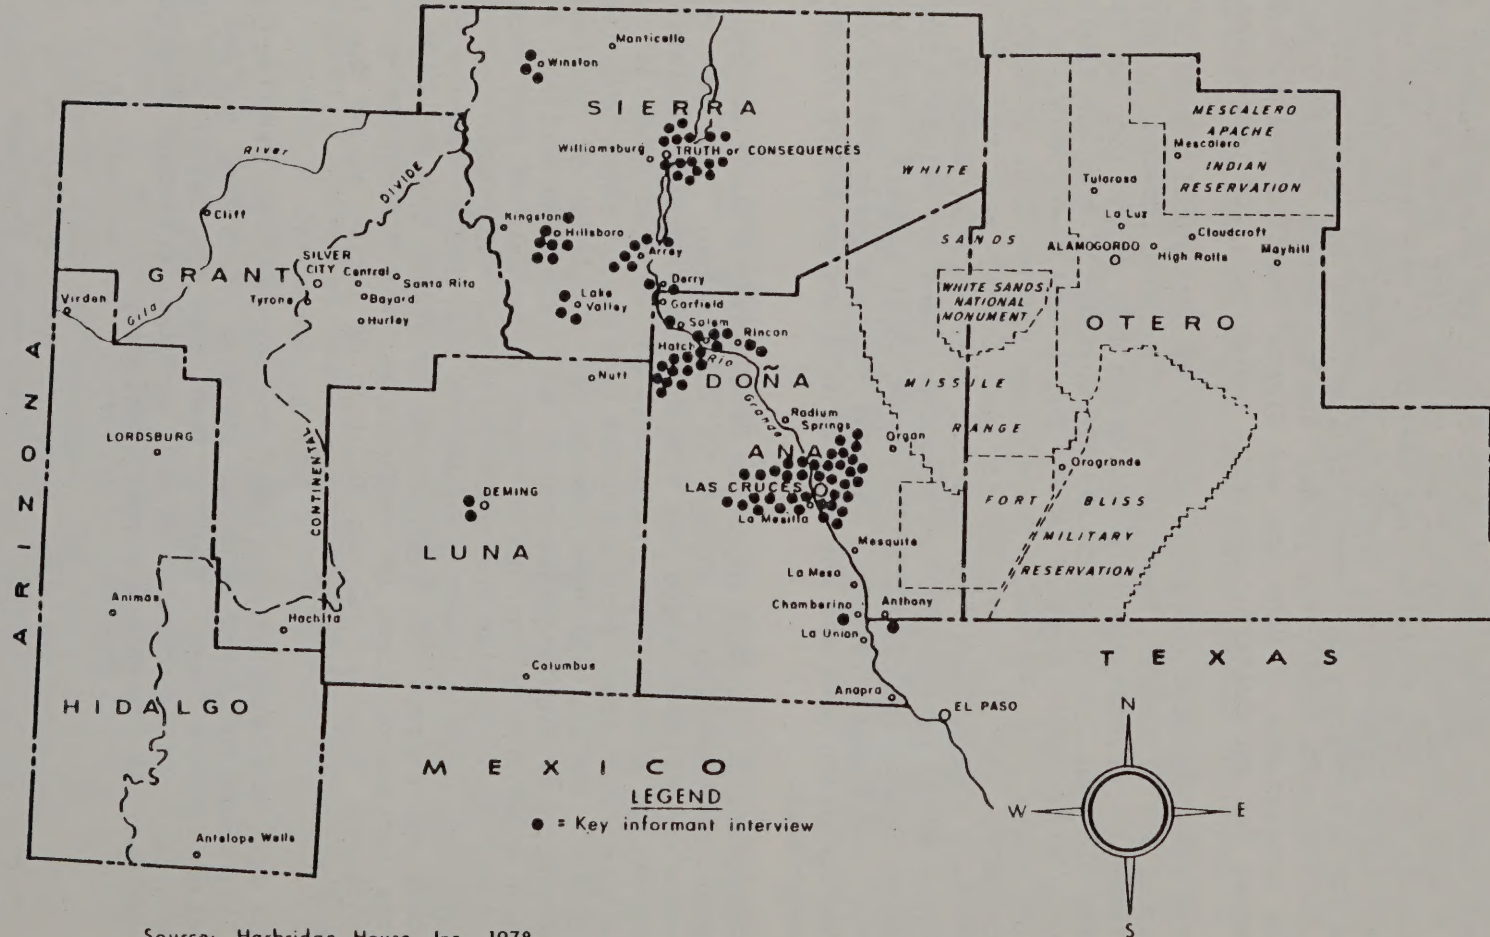 Monticello
Winston
SIERRA
MESCALERO
APACHE
Mescalero
INDIAN
RESERVATION
River
DIVIDE
Williamsburg
TRUTH or CONSEQUENCES
WHITE
Tularosa
Cliff
Kingston
Hillsboro
La Luz
Cloudcroft
SANDS
ALAMOGORDO
High Rolls
Mayhill
SILVER
CITY
Central
Santa Rita
GRANT
Arrey
Tyrone
Bayard
Hurley
Virden
Gila
Lake
Valley
Derry
Garfield
Salem
Rincon
Hatch
Rio
Grande
WHITE SANDS
NATIONAL
MONUMENT
OTERO
Nutt
DOÑA
ANA
MISSILE
RANGE
Radium
Springs
Organ
Orogrande
ARIZONA
LORDSBURG
CONTINENTAL
DEMING
LUNA
LAS CRUCES
La Mesilla
FORT BLISS
MILITARY
RESERVATION
Mesquite
La Mesa
Chamberino
Anthony
La Union
Animas
Hachita
Columbus
Anapra
EL PASO
TEXAS
HIDALGO
Antelope Wells
MEXICO
LEGEND
● = Key informant interview
N
W
E
S
Source: Harbridge House, Inc. 1978